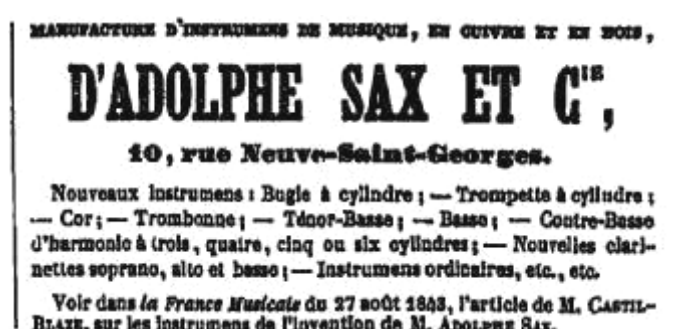 MANUFACTURE D'INSTRUMENS DE MUSIQUE, EN CUIVRE ET EN BOIS,
D'ADOLPHE SAX ET Cie,
10, rue Neuve-Saint-Georges.
Nouveaux instrumens : Bugle à cylindre ; — Trompette à cylindre ;
— Cor ; — Trombonne ; — Ténor-Basse ; — Basse ; — Contre-Basse
d'harmonie à trois, quatre, cinq ou six cylindres ; — Nouvelles clari-
nettes soprano, alto et basse ; — Instrumens ordinaires, etc., etc.
Voir dans la France Musicale du 27 août 1843, l'article de M. CASTIL-
BLAZE, sur les instrumens de l'invention de M. ADOLPHE SAX.